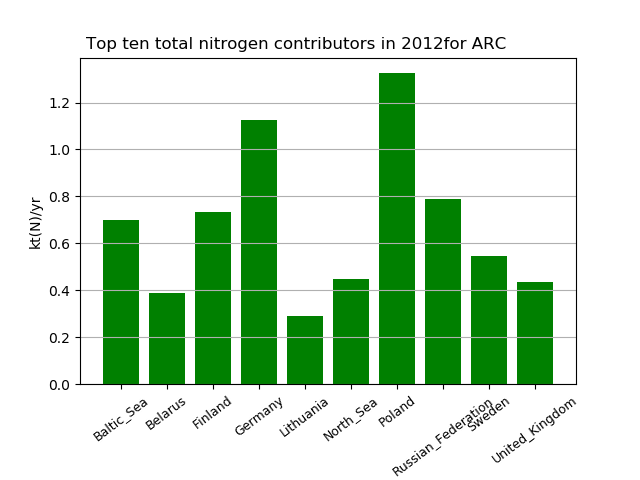 Top ten total nitrogen contributors in 2012for ARC
kt(N)/yr
1.2
1.0
0.8
0.6
0.4
0.2
0.0
Baltic_Sea
Belarus
Finland
Germany
Lithuania
North_Sea
Poland
Russian_Federation
Sweden
United_Kingdom